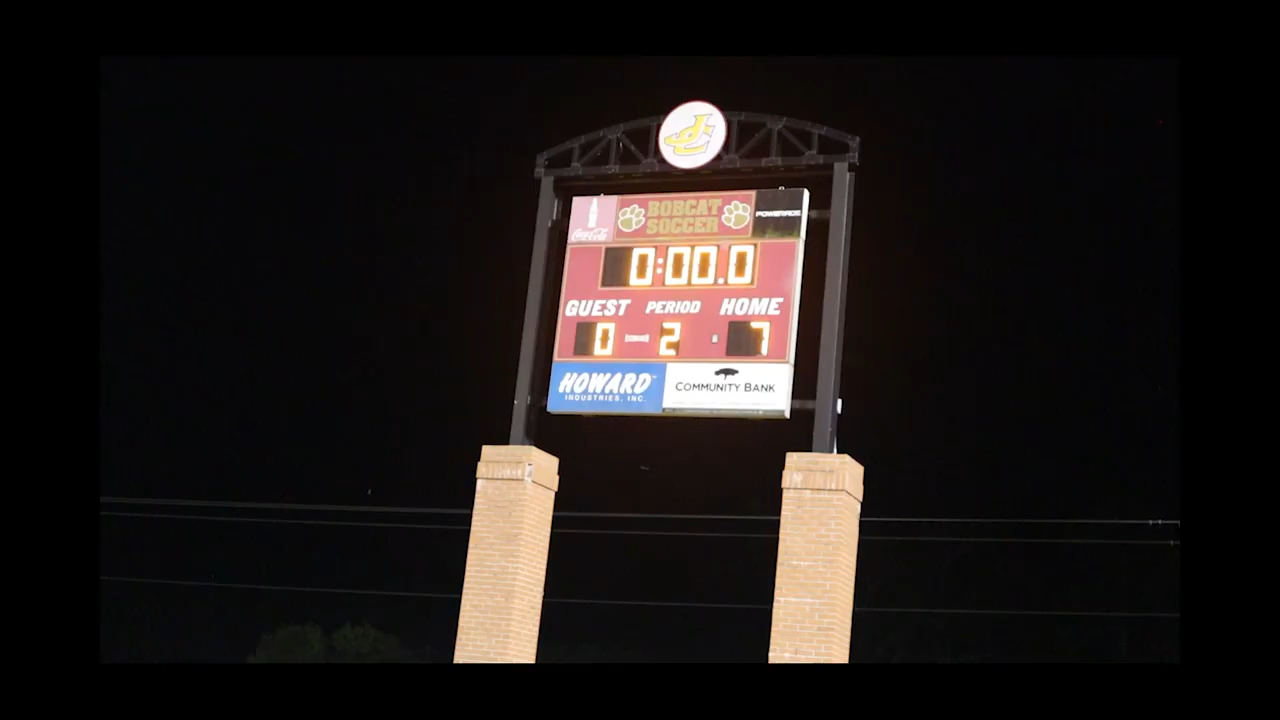 JC
BOBCAT
SOCCER
Coca-Cola
POWERADE
0:00.0
GUEST PERIOD HOME
0 2 7
HOWARD
INDUSTRIES, INC.
COMMUNITY BANK